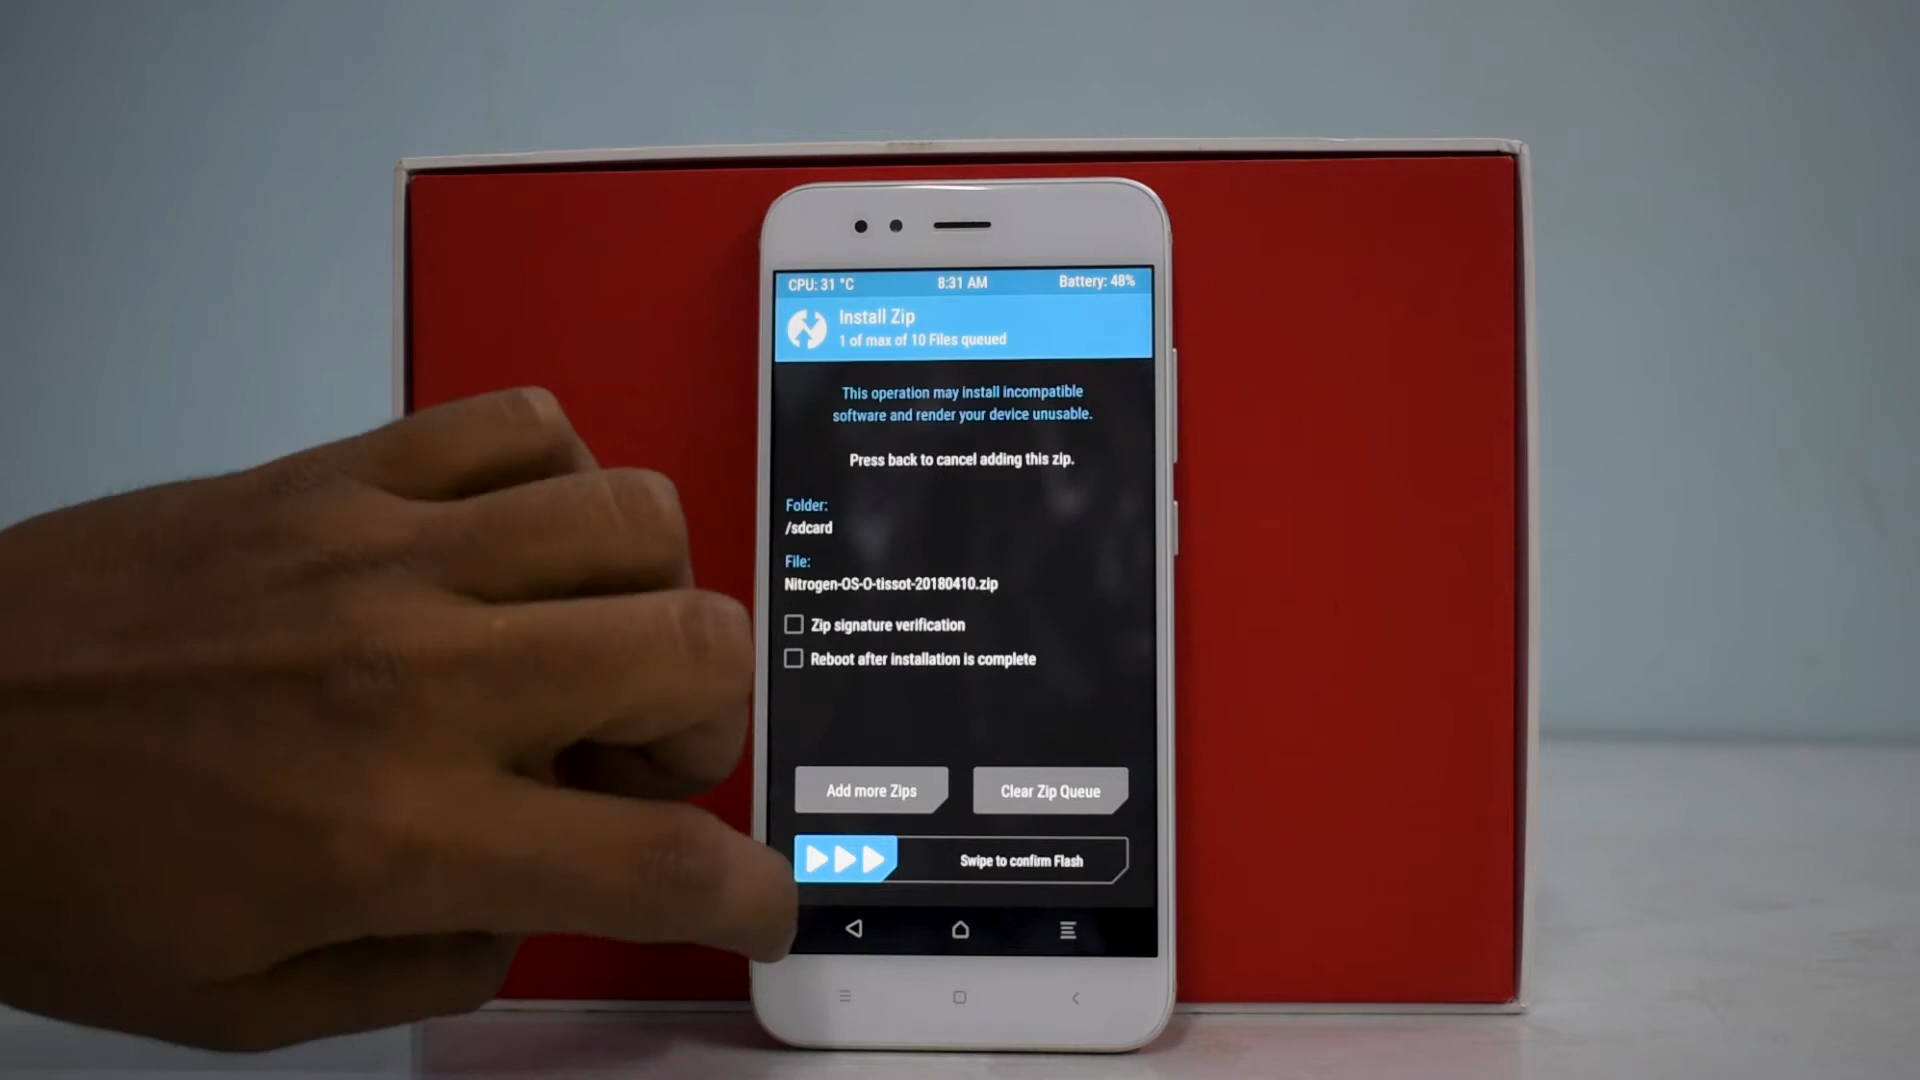 CPU: 31 °C 8:31 AM Battery: 48%
Install Zip
1 of max of 10 Files queued
This operation may install incompatible
software and render your device unusable.
Press back to cancel adding this zip.
Folder:
/sdcard
File:
Nitrogen-OS-O-tissot-20180410.zip
Zip signature verification
Reboot after installation is complete
Add more Zips Clear Zip Queue
Swipe to confirm Flash